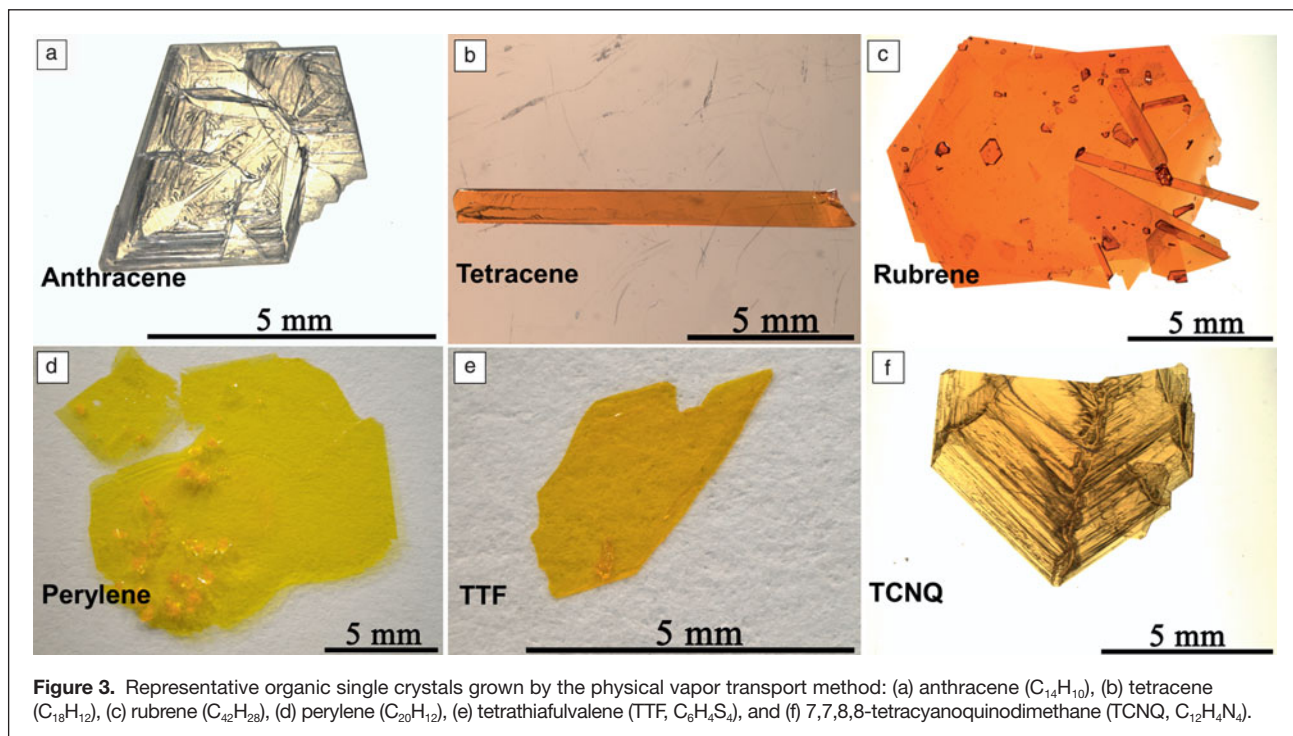 a
Anthracene
5 mm
b
Tetracene
5 mm
c
Rubrene
5 mm
d
Perylene
5 mm
e
TTF
5 mm
f
TCNQ
5 mm
Figure 3. Representative organic single crystals grown by the physical vapor transport method: (a) anthracene (C₁₄H₁₀), (b) tetracene
(C₁₈H₁₂), (c) rubrene (C₄₂H₂₈), (d) perylene (C₂₀H₁₂), (e) tetrathiafulvalene (TTF, C₆H₄S₄), and (f) 7,7,8,8-tetracyanoquinodimethane (TCNQ, C₁₂H₄N₄).